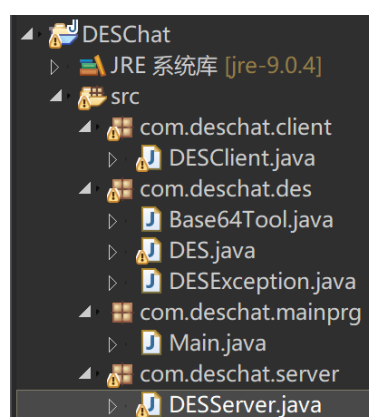 DESChat
JRE 系统库 [jre-9.0.4]
src
com.deschat.client
DESClient.java
com.deschat.des
Base64Tool.java
DES.java
DESException.java
com.deschat.mainprg
Main.java
com.deschat.server
DESServer.java